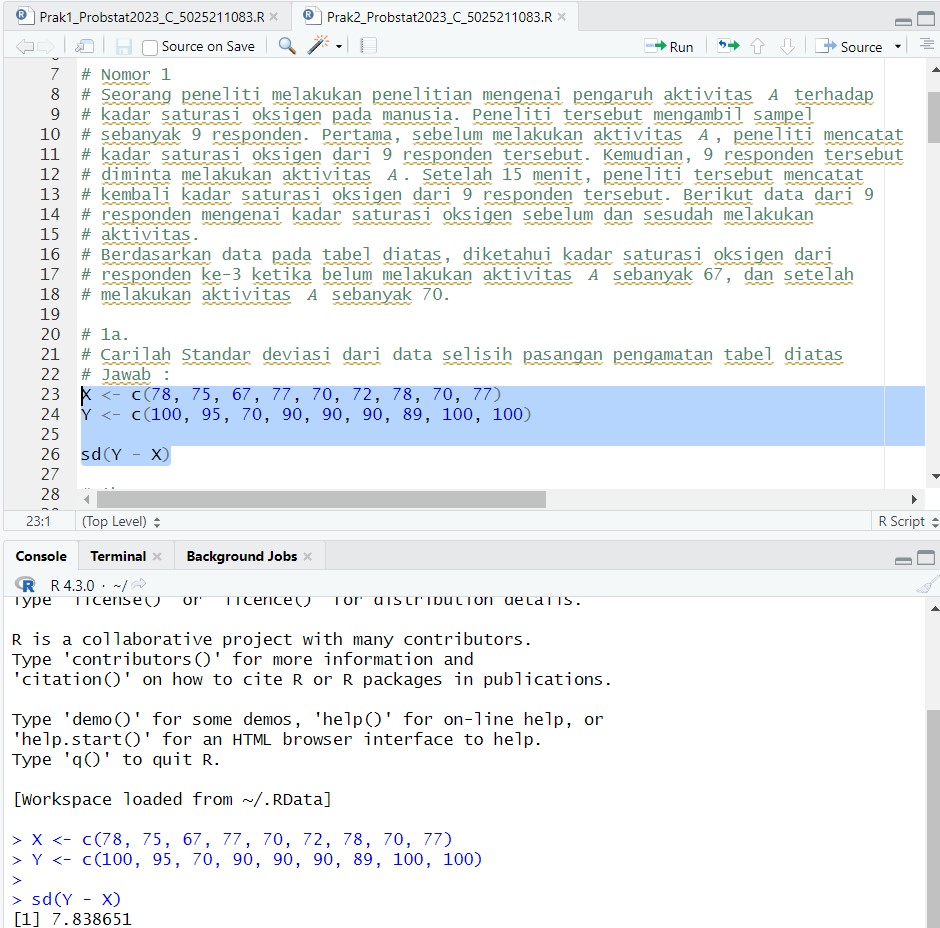 Prak1_Probstat2023_C_5025211083.R
Prak2_Probstat2023_C_5025211083.R
Source on Save
Run
Source
7 # Nomor 1
8 # Seorang peneliti melakukan penelitian mengenai pengaruh aktivitas A terhadap
9 # kadar saturasi oksigen pada manusia. Peneliti tersebut mengambil sampel
10 # sebanyak 9 responden. Pertama, sebelum melakukan aktivitas A, peneliti mencatat
11 # kadar saturasi oksigen dari 9 responden tersebut. Kemudian, 9 responden tersebut
12 # diminta melakukan aktivitas A. Setelah 15 menit, peneliti tersebut mencatat
13 # kembali kadar saturasi oksigen dari 9 responden tersebut. Berikut data dari 9
14 # responden mengenai kadar saturasi oksigen sebelum dan sesudah melakukan
15 # aktivitas.
16 # Berdasarkan data pada tabel diatas, diketahui kadar saturasi oksigen dari
17 # responden ke-3 ketika belum melakukan aktivitas A sebanyak 67, dan setelah
18 # melakukan aktivitas A sebanyak 70.
19
20 # 1a.
21 # Carilah Standar deviasi dari data selisih pasangan pengamatan tabel diatas
22 # Jawab :
23 X <- c(78, 75, 67, 77, 70, 72, 78, 70, 77)
24 Y <- c(100, 95, 70, 90, 90, 90, 89, 100, 100)
25
26 sd(Y - X)
27
28
23:1 (Top Level) R Script
Console Terminal Background Jobs
R 4.3.0 · ~/
Type 'license()' or 'licence()' for distribution details.
R is a collaborative project with many contributors.
Type 'contributors()' for more information and
'citation()' on how to cite R or R packages in publications.
Type 'demo()' for some demos, 'help()' for on-line help, or
'help.start()' for an HTML browser interface to help.
Type 'q()' to quit R.
[Workspace loaded from ~/.RData]
> X <- c(78, 75, 67, 77, 70, 72, 78, 70, 77)
> Y <- c(100, 95, 70, 90, 90, 90, 89, 100, 100)
>
> sd(Y - X)
[1] 7.838651